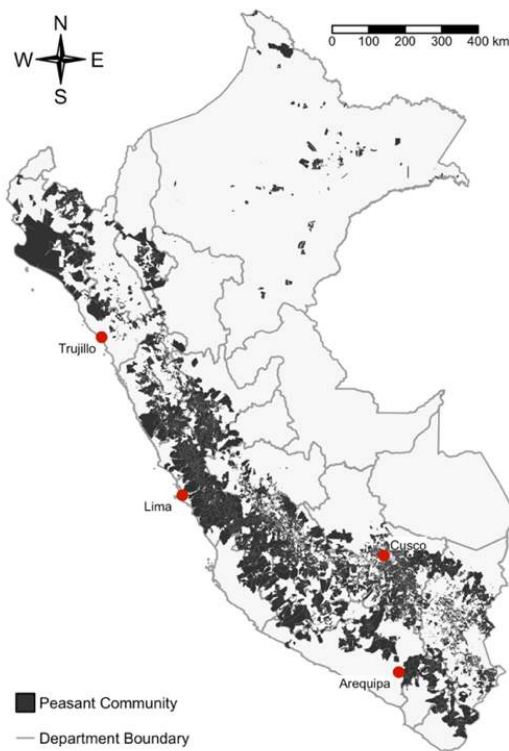 N
W E
S
0 100 200 300 400 km
Trujillo
Lima
Cusco
Arequipa
Peasant Community
Department Boundary